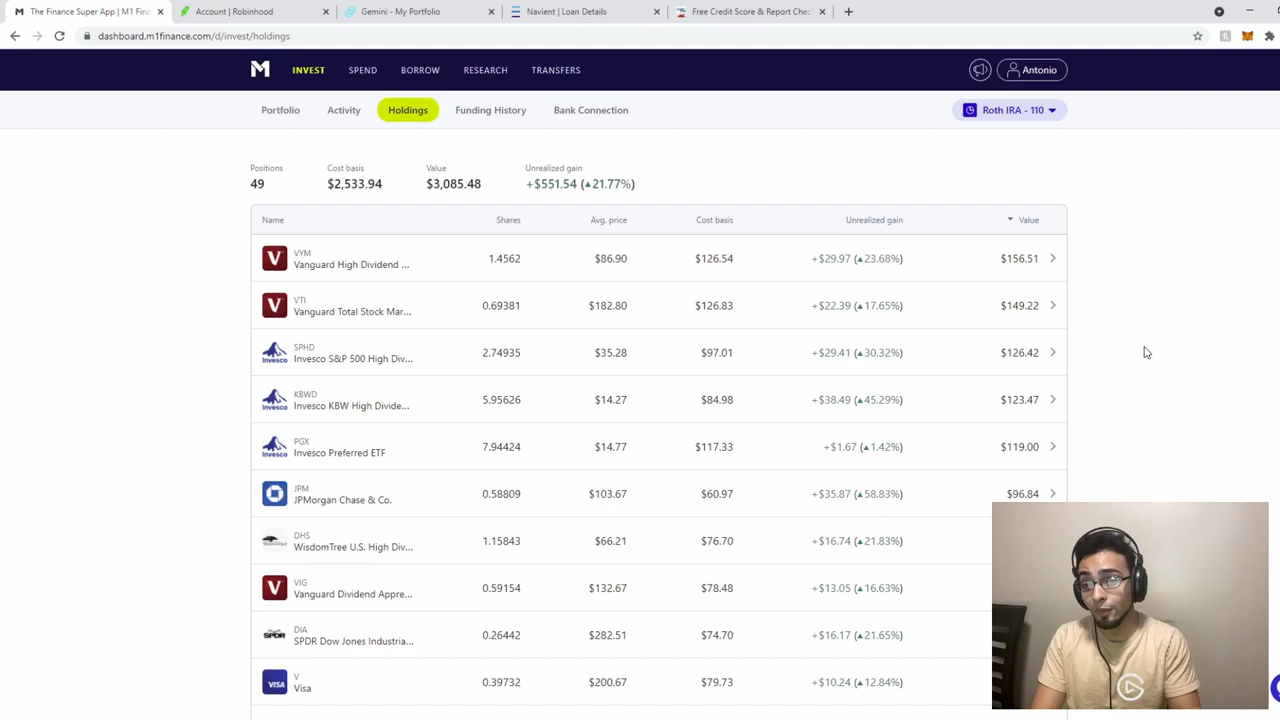 The Finance Super App | M1 Fina
Account | Robinhood
Gemini - My Portfolio
Navient | Loan Details
Free Credit Score & Report Chec
dashboard.m1finance.com/d/invest/holdings
INVEST
SPEND
BORROW
RESEARCH
TRANSFERS
Antonio
Portfolio
Activity
Holdings
Funding History
Bank Connection
Roth IRA - 110
Positions
Cost basis
Value
Unrealized gain
49
$2,533.94
$3,085.48
+$551.54 (▲21.77%)
Name
Shares
Avg. price
Cost basis
Unrealized gain
Value
VYM
Vanguard High Dividend ...
1.4562
$86.90
$126.54
+$29.97 (▲23.68%)
$156.51
VTI
Vanguard Total Stock Mar...
0.69381
$182.80
$126.83
+$22.39 (▲17.65%)
$149.22
Invesco
SPHD
Invesco S&P 500 High Div...
2.74935
$35.28
$97.01
+$29.41 (▲30.32%)
$126.42
Invesco
KBWD
Invesco KBW High Divide...
5.95626
$14.27
$84.98
+$38.49 (▲45.29%)
$123.47
Invesco
PGX
Invesco Preferred ETF
7.94424
$14.77
$117.33
+$1.67 (▲1.42%)
$119.00
JPM
JPMorgan Chase & Co.
0.58809
$103.67
$60.97
+$35.87 (▲58.83%)
$96.84
DHS
WisdomTree U.S. High Div...
1.15843
$66.21
$76.70
+$16.74 (▲21.83%)
VIG
Vanguard Dividend Appre...
0.59154
$132.67
$78.48
+$13.05 (▲16.63%)
SPDR
DIA
SPDR Dow Jones Industria...
0.26442
$282.51
$74.70
+$16.17 (▲21.65%)
VISA
V
Visa
0.39732
$200.67
$79.73
+$10.24 (▲12.84%)